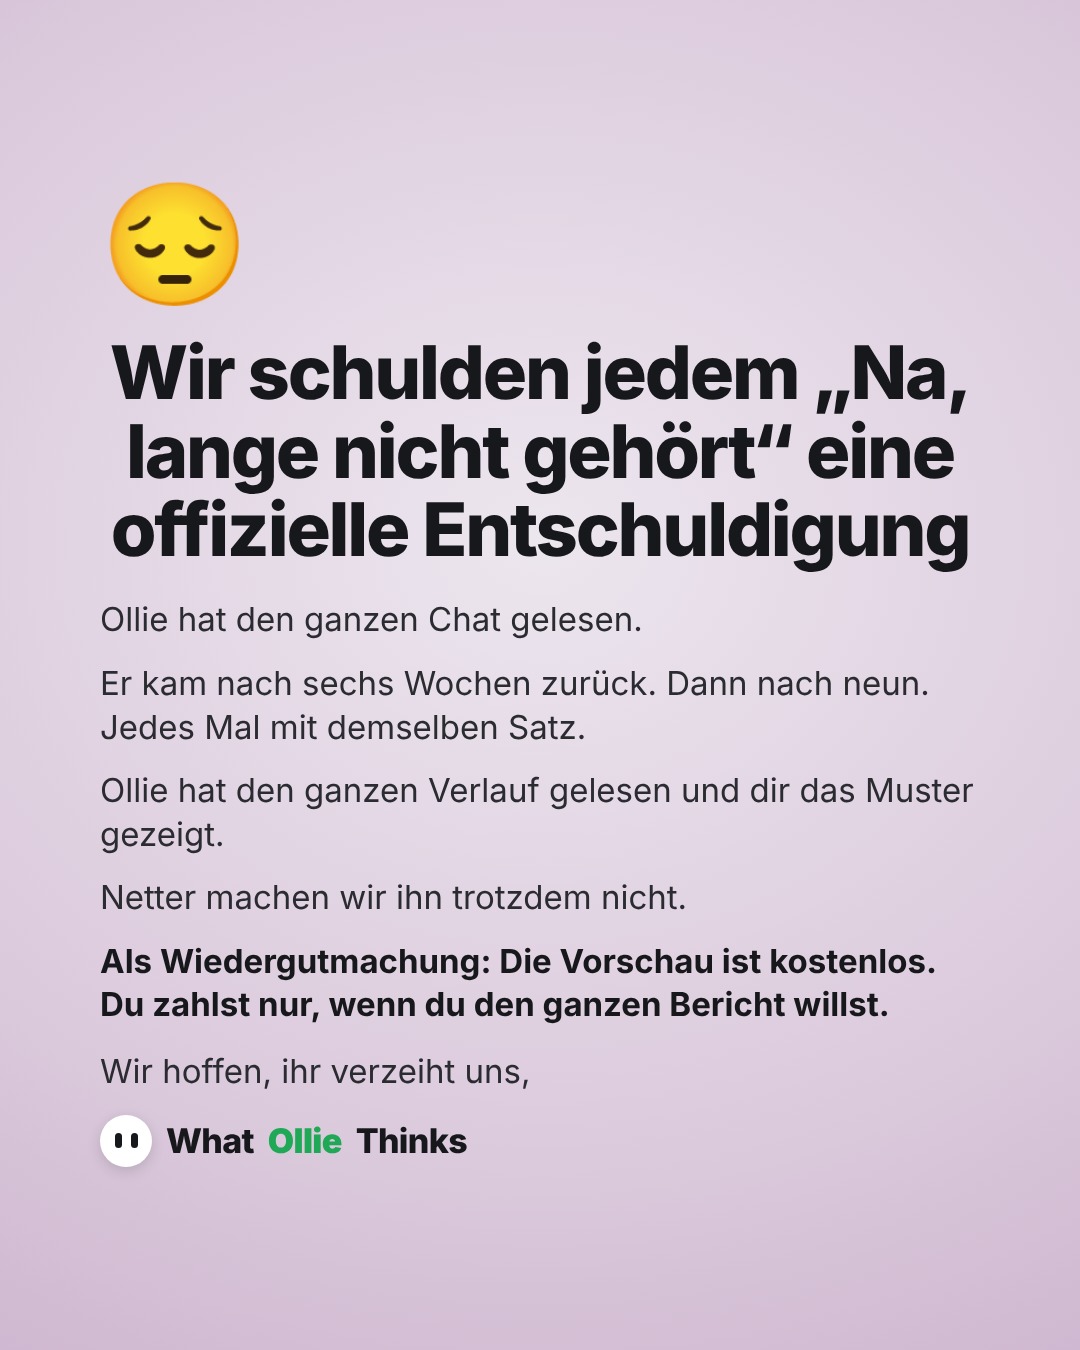 Wir schulden jedem „Na,
lange nicht gehört“ eine
offizielle Entschuldigung
Ollie hat den ganzen Chat gelesen.
Er kam nach sechs Wochen zurück. Dann nach neun.
Jedes Mal mit demselben Satz.
Ollie hat den ganzen Verlauf gelesen und dir das Muster
gezeigt.
Netter machen wir ihn trotzdem nicht.
Als Wiedergutmachung: Die Vorschau ist kostenlos.
Du zahlst nur, wenn du den ganzen Bericht willst.
Wir hoffen, ihr verzeiht uns,
What Ollie Thinks